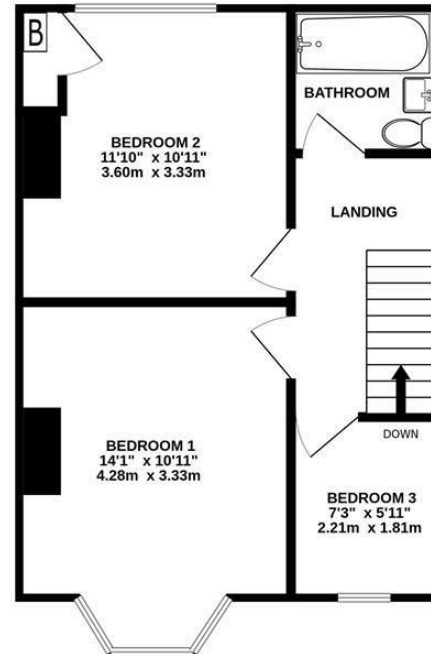 B
BATHROOM
BEDROOM 2
11'10" x 10'11"
3.60m x 3.33m
LANDING
DOWN
BEDROOM 1
14'1" x 10'11"
4.28m x 3.33m
BEDROOM 3
7'3" x 5'11"
2.21m x 1.81m